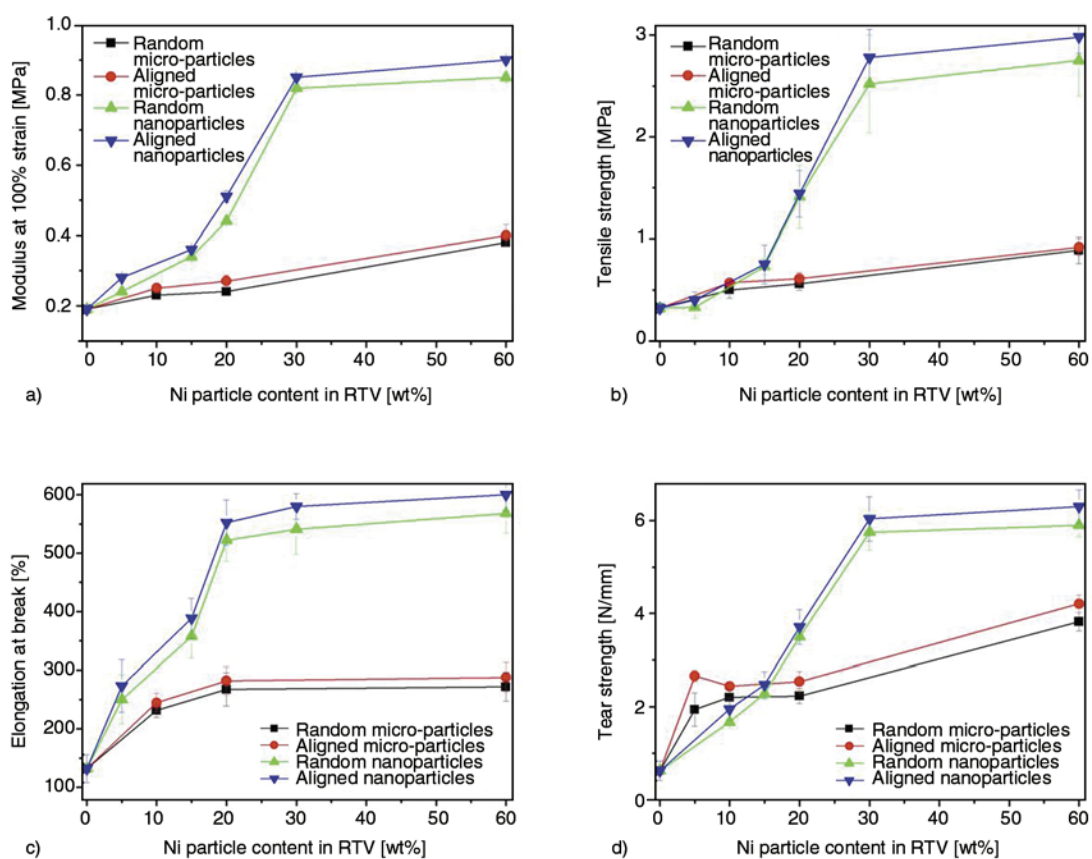 1.0
0.8
0.6
0.4
0.2
Modulus at 100% strain [MPa]
Random
micro-particles
Aligned
micro-particles
Random
nanoparticles
Aligned
nanoparticles
0 10 20 30 40 50 60
a) Ni particle content in RTV [wt%]
3
2
1
0
Tensile strength [MPa]
Random
micro-particles
Aligned
micro-particles
Random
nanoparticles
Aligned
nanoparticles
0 10 20 30 40 50 60
b) Ni particle content in RTV [wt%]
600
500
400
300
200
100
Elongation at break [%]
Random micro-particles
Aligned micro-particles
Random nanoparticles
Aligned nanoparticles
0 10 20 30 40 50 60
c) Ni particle content in RTV [wt%]
6
4
2
0
Tear strength [N/mm]
Random micro-particles
Aligned micro-particles
Random nanoparticles
Aligned nanoparticles
0 10 20 30 40 50 60
d) Ni particle content in RTV [wt%]